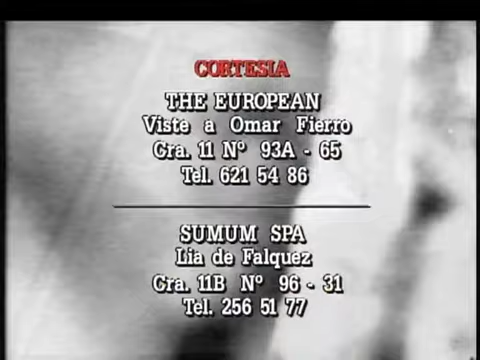 CORTESIA
THE EUROPEAN
Viste a Omar Fierro
Cra. 11 Nº 93A - 65
Tel. 621 54 86
SUMUM SPA
Lia de Falquez
Cra. 11B Nº 96 - 31
Tel. 256 51 77